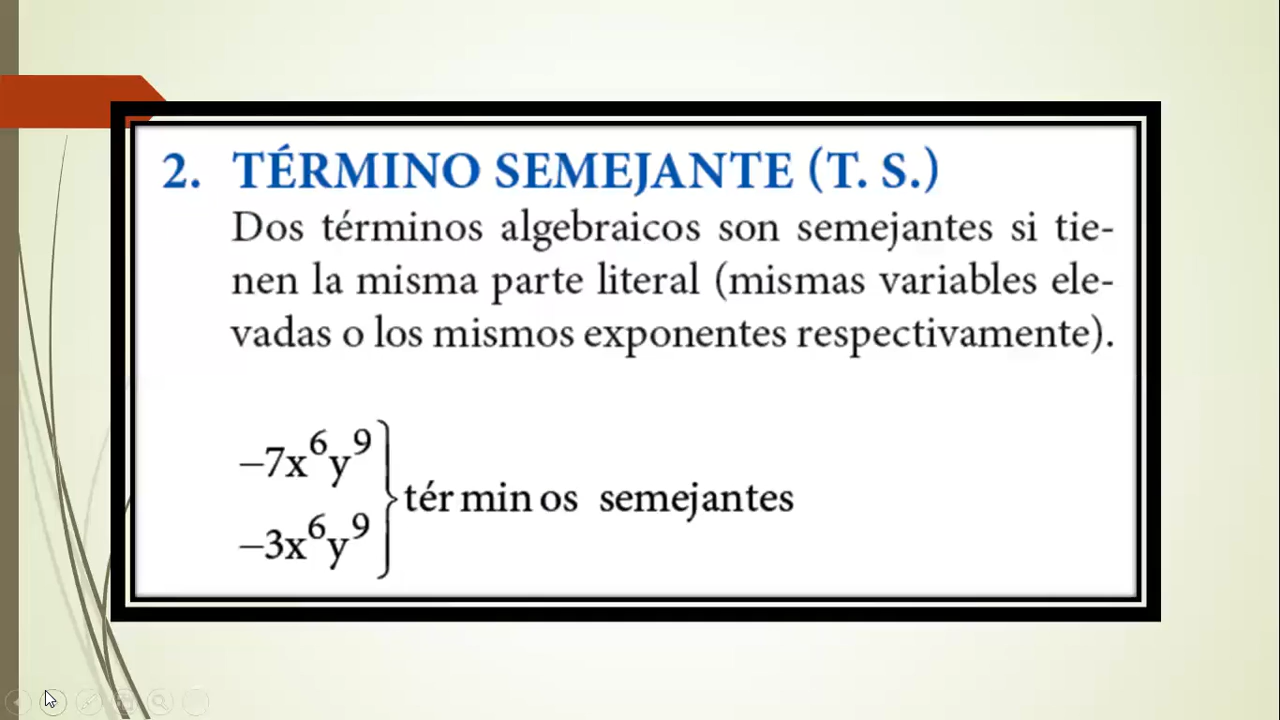 2. TÉRMINO SEMEJANTE (T. S.)
Dos términos algebraicos son semejantes si tie-
nen la misma parte literal (mismas variables ele-
vadas o los mismos exponentes respectivamente).
−7x⁶y⁹
términos semejantes
−3x⁶y⁹